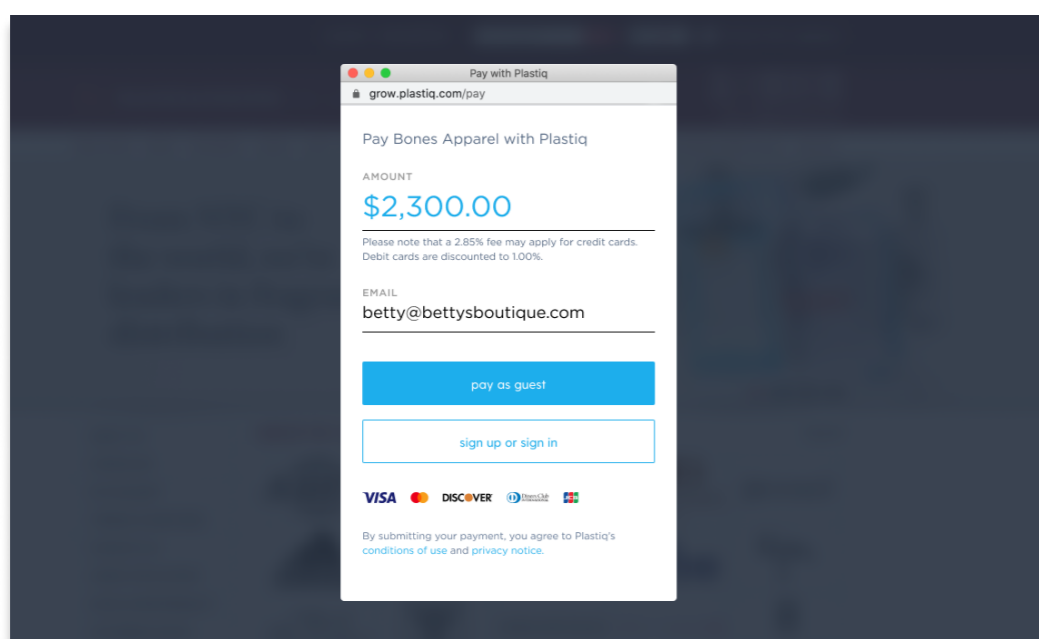 Pay with Plastiq
grow.plastiq.com/pay
Pay Bones Apparel with Plastiq
AMOUNT
$2,300.00
Please note that a 2.85% fee may apply for credit cards.
Debit cards are discounted to 1.00%.
EMAIL
betty@bettysboutique.com
pay as guest
sign up or sign in
VISA DISCOVER Diners Club JCB
By submitting your payment, you agree to Plastiq's
conditions of use and privacy notice.